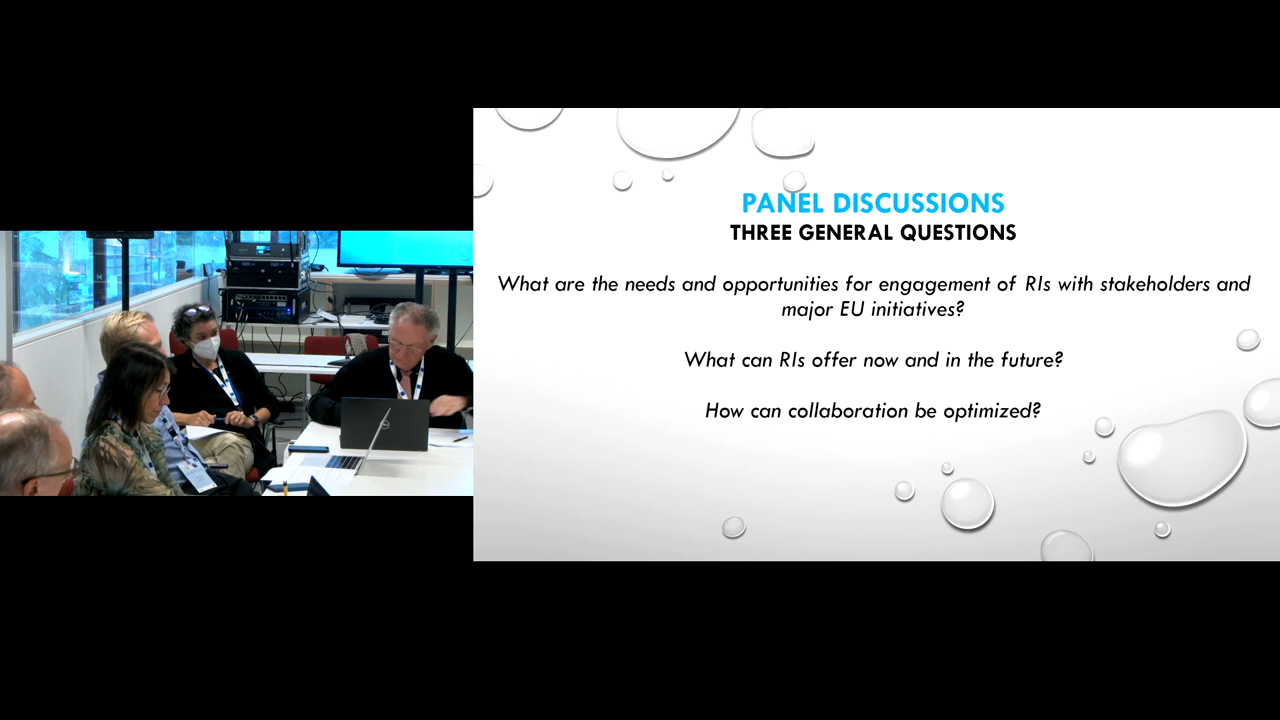 PANEL DISCUSSIONS
THREE GENERAL QUESTIONS
What are the needs and opportunities for engagement of RIs with stakeholders and
major EU initiatives?
What can RIs offer now and in the future?
How can collaboration be optimized?